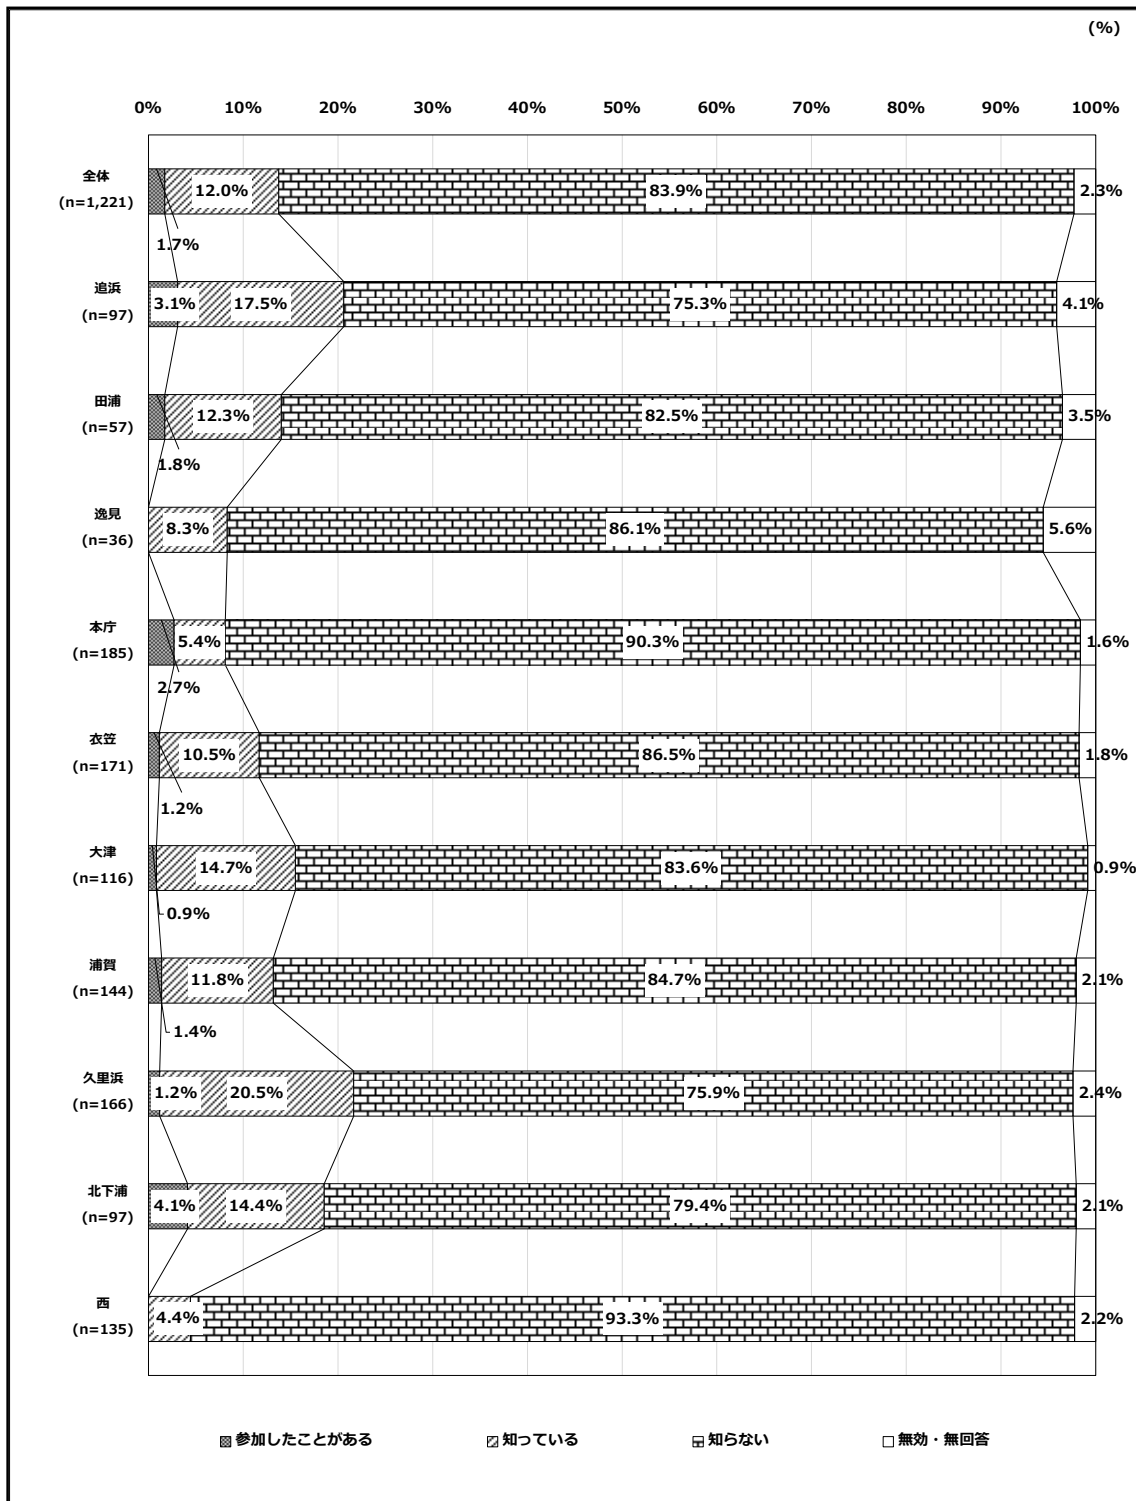 (%)
0% 10% 20% 30% 40% 50% 60% 70% 80% 90% 100%
全体
(n=1,221)
12.0% 83.9% 2.3%
1.7%
追浜
(n=97)
3.1% 17.5% 75.3% 4.1%
田浦
(n=57)
12.3% 82.5% 3.5%
1.8%
逸見
(n=36)
8.3% 86.1% 5.6%
本庁
(n=185)
5.4% 90.3% 1.6%
2.7%
衣笠
(n=171)
10.5% 86.5% 1.8%
1.2%
大津
(n=116)
14.7% 83.6% 0.9%
0.9%
浦賀
(n=144)
11.8% 84.7% 2.1%
1.4%
久里浜
(n=166)
1.2% 20.5% 75.9% 2.4%
北下浦
(n=97)
4.1% 14.4% 79.4% 2.1%
西
(n=135)
4.4% 93.3% 2.2%
参加したことがある 知っている 知らない 無効・無回答